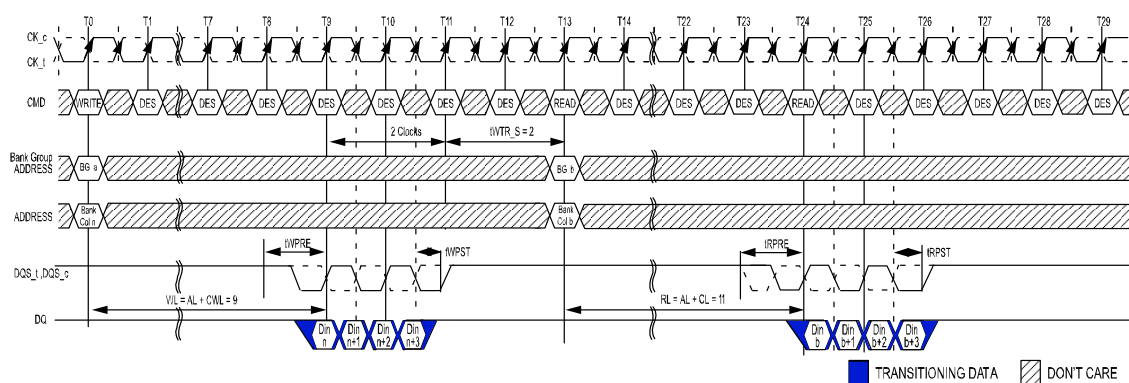 T0 T1 T7 T8 T9 T10 T11 T12 T13 T14 T22 T23 T24 T25 T26 T27 T28 T29
CK_c
CK_t
CMD WRITE DES DES DES DES DES DES DES READ DES DES DES READ DES DES DES DES DES
2 Clocks tWTR_S = 2
Bank Group
ADDRESS BG a BG b
ADDRESS Bank Col n Bank Col b
tWPRE tWPST tRPRE tRPST
DQS_t ,DQS_c
WL = AL + CWL = 9 RL = AL + CL = 11
DQ Din n Din n+1 Din n+2 Din n+3 Din b Din b+1 Din b+2 Din b+3
TRANSITIONING DATA DON'T CARE